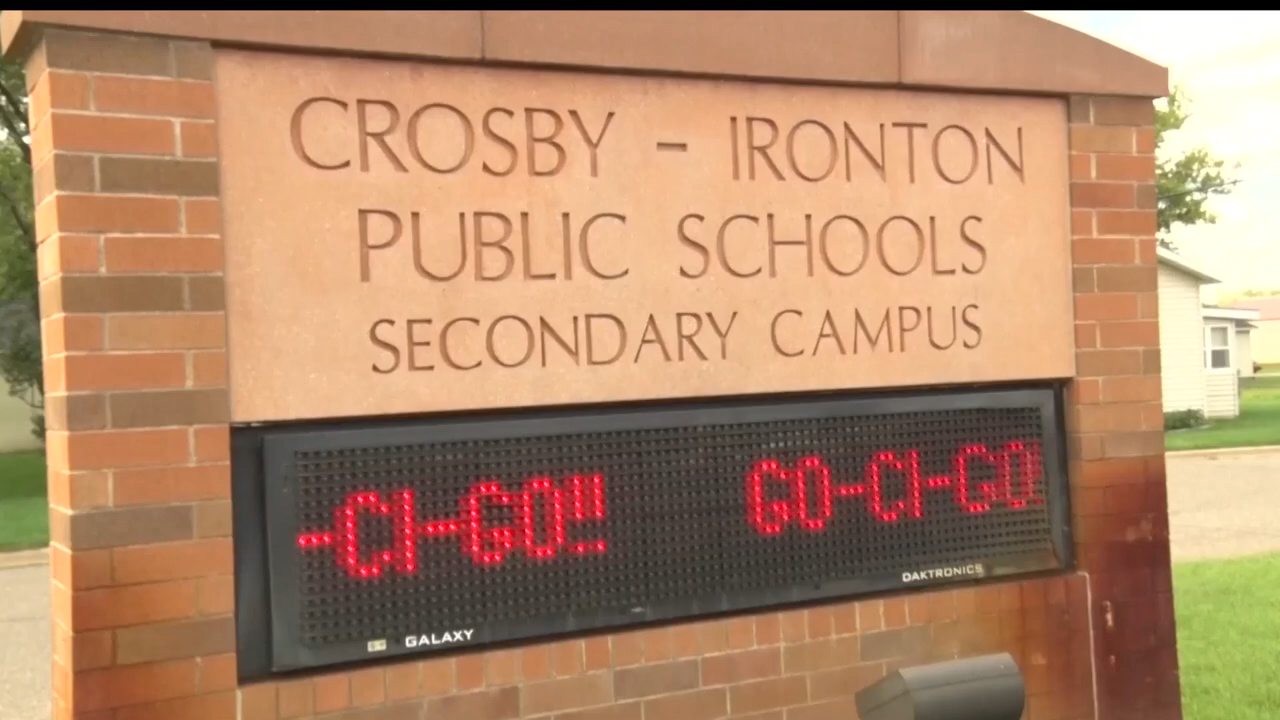 CROSBY - IRONTON
PUBLIC SCHOOLS
SECONDARY CAMPUS
-CI-GO!! GO-CI-GO!
DAKTRONICS
GALAXY